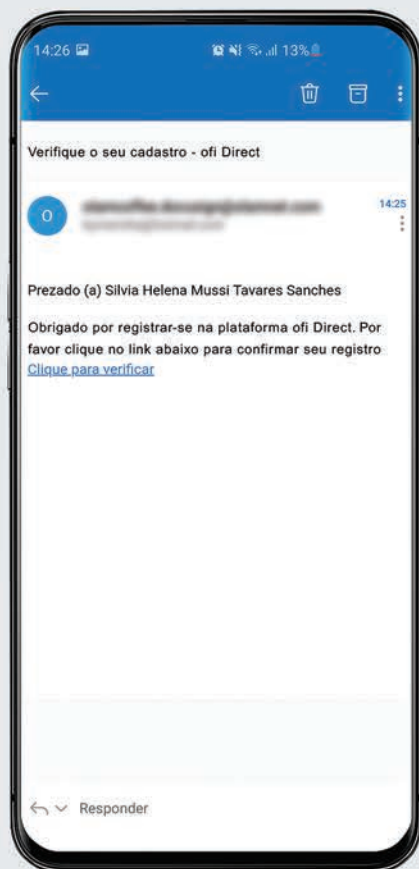 14:26 13%
Verifique o seu cadastro - ofi Direct
O
14:25
Prezado (a) Silvia Helena Mussi Tavares Sanches
Obrigado por registrar-se na plataforma ofi Direct. Por
favor clique no link abaixo para confirmar seu registro
Clique para verificar
Responder